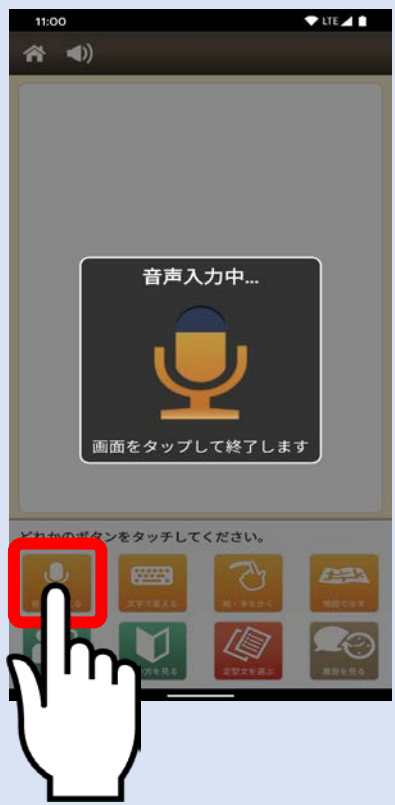 11:00
LTE
音声入力中...
画面をタップして終了します
どれかのボタンをタッチしてください。
文字で答える
絵・字をかく
地図で示す
定型文を選ぶ
履歴を見る